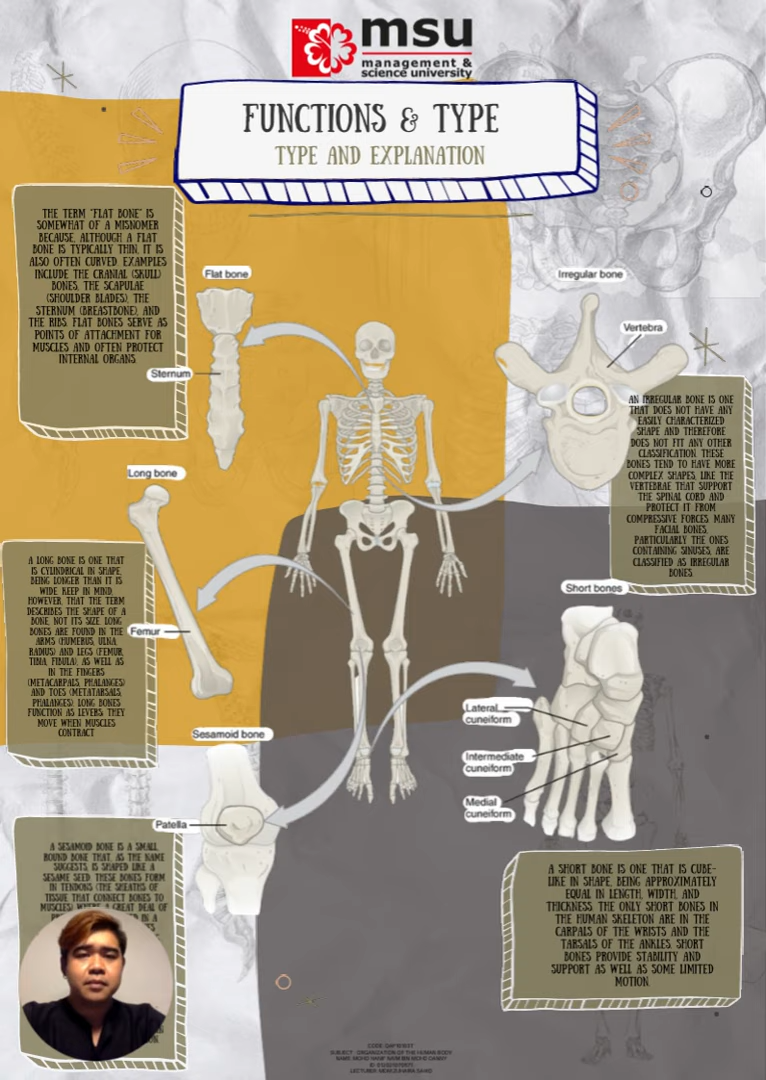 msu
management &
science university
FUNCTIONS & TYPE
TYPE AND EXPLANATION
THE TERM "FLAT BONE" IS
SOMEWHAT OF A MISNOMER
BECAUSE, ALTHOUGH A FLAT
BONE IS TYPICALLY THIN, IT IS
ALSO OFTEN CURVED. EXAMPLES
INCLUDE THE CRANIAL (SKULL)
BONES, THE SCAPULAE
(SHOULDER BLADES), THE
STERNUM (BREASTBONE), AND
THE RIBS. FLAT BONES SERVE AS
POINTS OF ATTACHMENT FOR
MUSCLES AND OFTEN PROTECT
INTERNAL ORGANS.
Flat bone
Sternum
Irregular bone
Vertebra
AN IRREGULAR BONE IS ONE
THAT DOES NOT HAVE ANY
EASILY CHARACTERIZED
SHAPE AND THEREFORE
DOES NOT FIT ANY OTHER
CLASSIFICATION. THESE
BONES TEND TO HAVE MORE
COMPLEX SHAPES, LIKE THE
VERTEBRAE THAT SUPPORT
THE SPINAL CORD AND
PROTECT IT FROM
COMPRESSIVE FORCES. MANY
FACIAL BONES,
PARTICULARLY THE ONES
CONTAINING SINUSES, ARE
CLASSIFIED AS IRREGULAR
BONES.
Long bone
Femur
A LONG BONE IS ONE THAT
IS CYLINDRICAL IN SHAPE,
BEING LONGER THAN IT IS
WIDE. KEEP IN MIND,
HOWEVER, THAT THE TERM
DESCRIBES THE SHAPE OF A
BONE, NOT ITS SIZE. LONG
BONES ARE FOUND IN THE
ARMS (HUMERUS, ULNA,
RADIUS) AND LEGS (FEMUR,
TIBIA, FIBULA), AS WELL AS
IN THE FINGERS
(METACARPALS, PHALANGES)
AND TOES (METATARSALS,
PHALANGES). LONG BONES
FUNCTION AS LEVERS; THEY
MOVE WHEN MUSCLES
CONTRACT.
Short bones
Lateral
cuneiform
Intermediate
cuneiform
Medial
cuneiform
Sesamoid bone
Patella
A SESAMOID BONE IS A SMALL,
ROUND BONE THAT, AS THE NAME
SUGGESTS, IS SHAPED LIKE A
SESAME SEED. THESE BONES FORM
IN TENDONS (THE SHEATHS OF
TISSUE THAT CONNECT BONES TO
MUSCLES) WHERE A GREAT DEAL OF
IN A
A SHORT BONE IS ONE THAT IS CUBE-
LIKE IN SHAPE, BEING APPROXIMATELY
EQUAL IN LENGTH, WIDTH, AND
THICKNESS. THE ONLY SHORT BONES IN
THE HUMAN SKELETON ARE IN THE
CARPALS OF THE WRISTS AND THE
TARSALS OF THE ANKLES. SHORT
BONES PROVIDE STABILITY AND
SUPPORT AS WELL AS SOME LIMITED
MOTION.
SUBJECT : ORGANIZATION OF THE HUMAN BODY